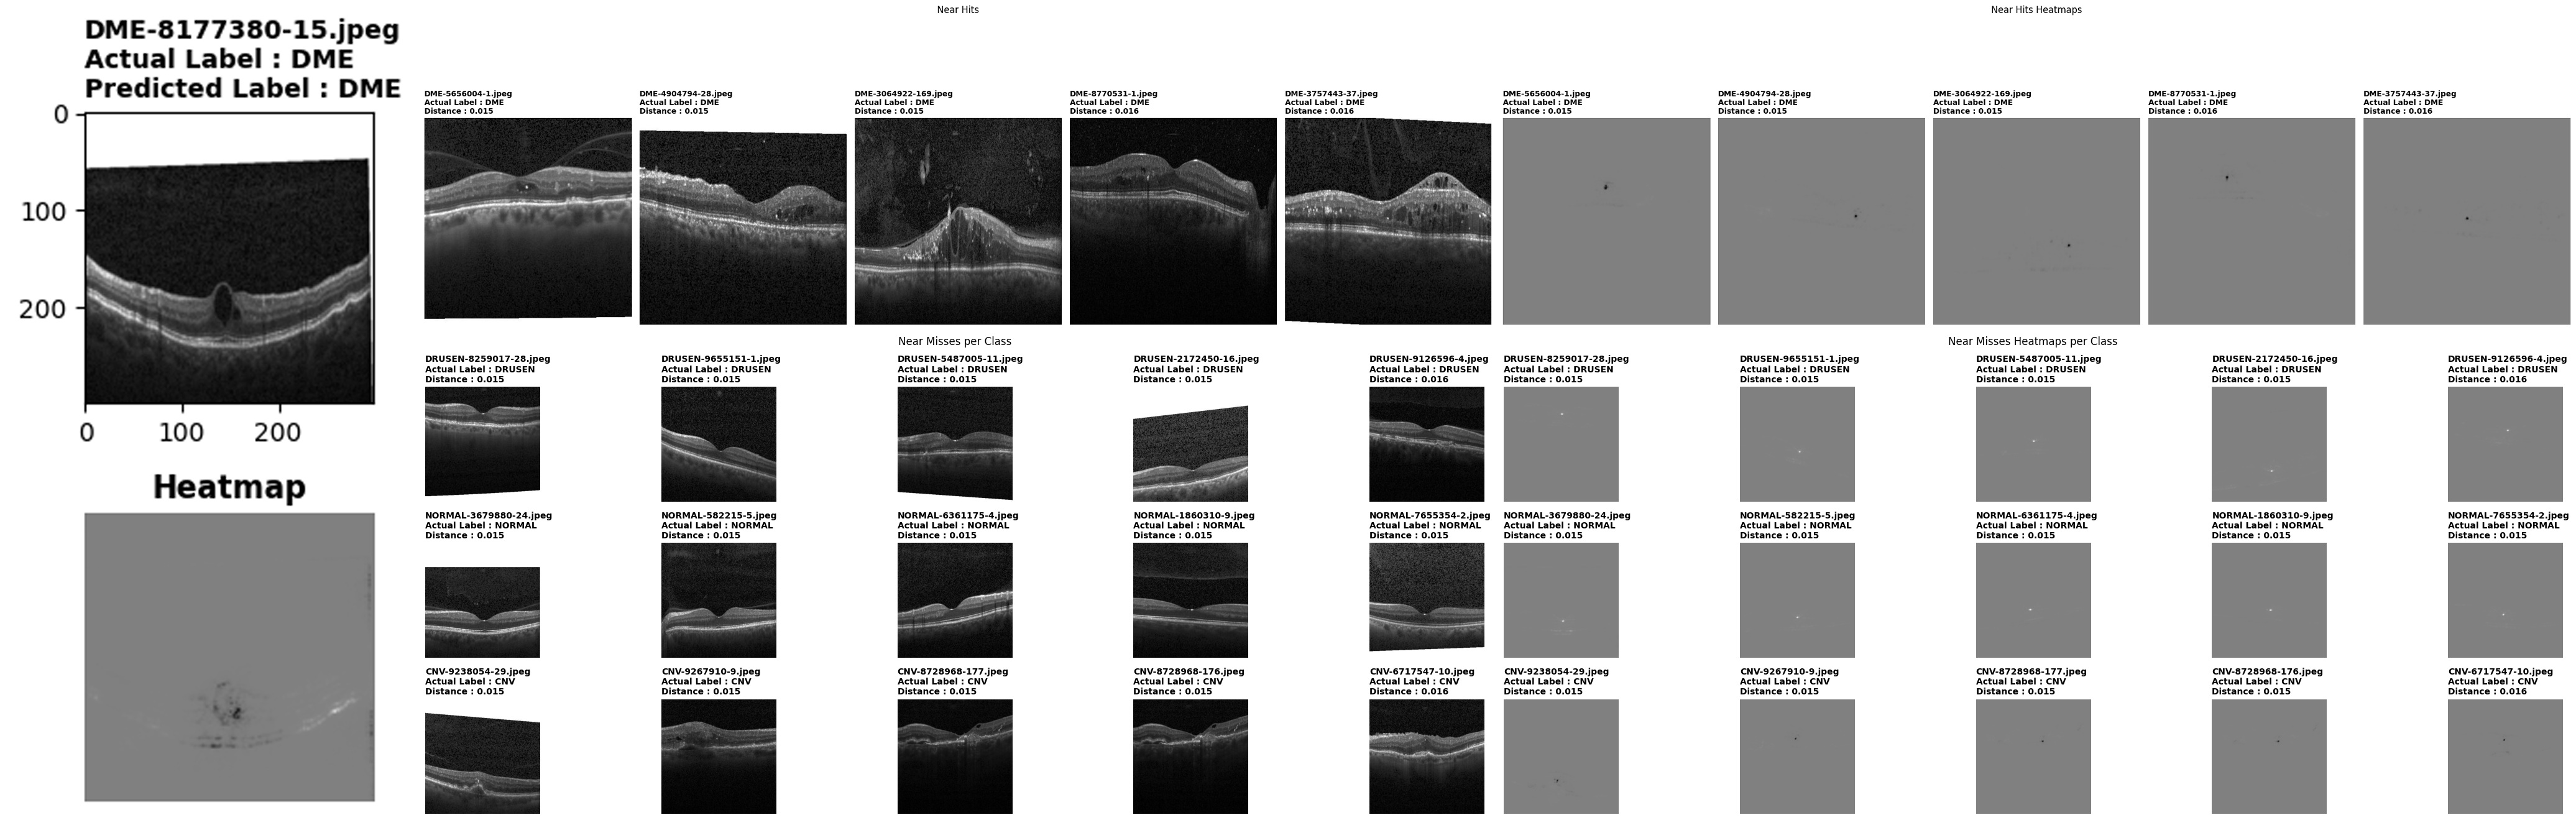 DME-8177380-15.jpeg
Actual Label : DME
Predicted Label : DME
0
100
200
0 100 200
Heatmap
Near Hits
DME-5656004-1.jpeg
Actual Label : DME
Distance : 0.015
DME-4904794-28.jpeg
Actual Label : DME
Distance : 0.015
DME-3064922-169.jpeg
Actual Label : DME
Distance : 0.015
DME-8770531-1.jpeg
Actual Label : DME
Distance : 0.016
DME-3757443-37.jpeg
Actual Label : DME
Distance : 0.016
Near Hits Heatmaps
DME-5656004-1.jpeg
Actual Label : DME
Distance : 0.015
DME-4904794-28.jpeg
Actual Label : DME
Distance : 0.015
DME-3064922-169.jpeg
Actual Label : DME
Distance : 0.015
DME-8770531-1.jpeg
Actual Label : DME
Distance : 0.016
DME-3757443-37.jpeg
Actual Label : DME
Distance : 0.016
Near Misses per Class
DRUSEN-8259017-28.jpeg
Actual Label : DRUSEN
Distance : 0.015
DRUSEN-9655151-1.jpeg
Actual Label : DRUSEN
Distance : 0.015
DRUSEN-5487005-11.jpeg
Actual Label : DRUSEN
Distance : 0.015
DRUSEN-2172450-16.jpeg
Actual Label : DRUSEN
Distance : 0.015
DRUSEN-9126596-4.jpeg
Actual Label : DRUSEN
Distance : 0.016
NORMAL-3679880-24.jpeg
Actual Label : NORMAL
Distance : 0.015
NORMAL-582215-5.jpeg
Actual Label : NORMAL
Distance : 0.015
NORMAL-6361175-4.jpeg
Actual Label : NORMAL
Distance : 0.015
NORMAL-1860310-9.jpeg
Actual Label : NORMAL
Distance : 0.015
NORMAL-7655354-2.jpeg
Actual Label : NORMAL
Distance : 0.015
CNV-9238054-29.jpeg
Actual Label : CNV
Distance : 0.015
CNV-9267910-9.jpeg
Actual Label : CNV
Distance : 0.015
CNV-8728968-177.jpeg
Actual Label : CNV
Distance : 0.015
CNV-8728968-176.jpeg
Actual Label : CNV
Distance : 0.015
CNV-6717547-10.jpeg
Actual Label : CNV
Distance : 0.016
Near Misses Heatmaps per Class
DRUSEN-8259017-28.jpeg
Actual Label : DRUSEN
Distance : 0.015
DRUSEN-9655151-1.jpeg
Actual Label : DRUSEN
Distance : 0.015
DRUSEN-5487005-11.jpeg
Actual Label : DRUSEN
Distance : 0.015
DRUSEN-2172450-16.jpeg
Actual Label : DRUSEN
Distance : 0.015
DRUSEN-9126596-4.jpeg
Actual Label : DRUSEN
Distance : 0.016
NORMAL-3679880-24.jpeg
Actual Label : NORMAL
Distance : 0.015
NORMAL-582215-5.jpeg
Actual Label : NORMAL
Distance : 0.015
NORMAL-6361175-4.jpeg
Actual Label : NORMAL
Distance : 0.015
NORMAL-1860310-9.jpeg
Actual Label : NORMAL
Distance : 0.015
NORMAL-7655354-2.jpeg
Actual Label : NORMAL
Distance : 0.015
CNV-9238054-29.jpeg
Actual Label : CNV
Distance : 0.015
CNV-9267910-9.jpeg
Actual Label : CNV
Distance : 0.015
CNV-8728968-177.jpeg
Actual Label : CNV
Distance : 0.015
CNV-8728968-176.jpeg
Actual Label : CNV
Distance : 0.015
CNV-6717547-10.jpeg
Actual Label : CNV
Distance : 0.016